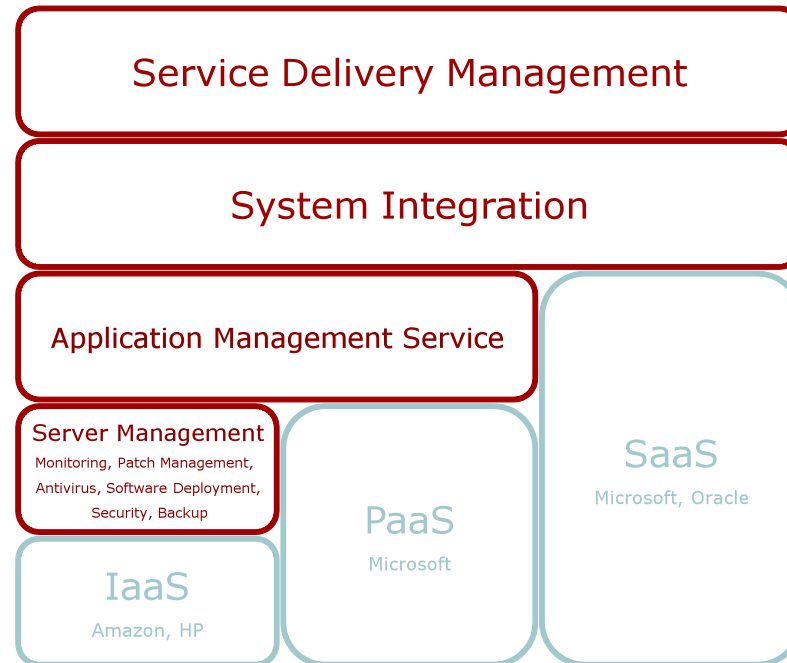 Service Delivery Management
System Integration
Application Management Service
Server Management
Monitoring, Patch Management,
Antivirus, Software Deployment,
Security, Backup
IaaS
Amazon, HP
PaaS
Microsoft
SaaS
Microsoft, Oracle